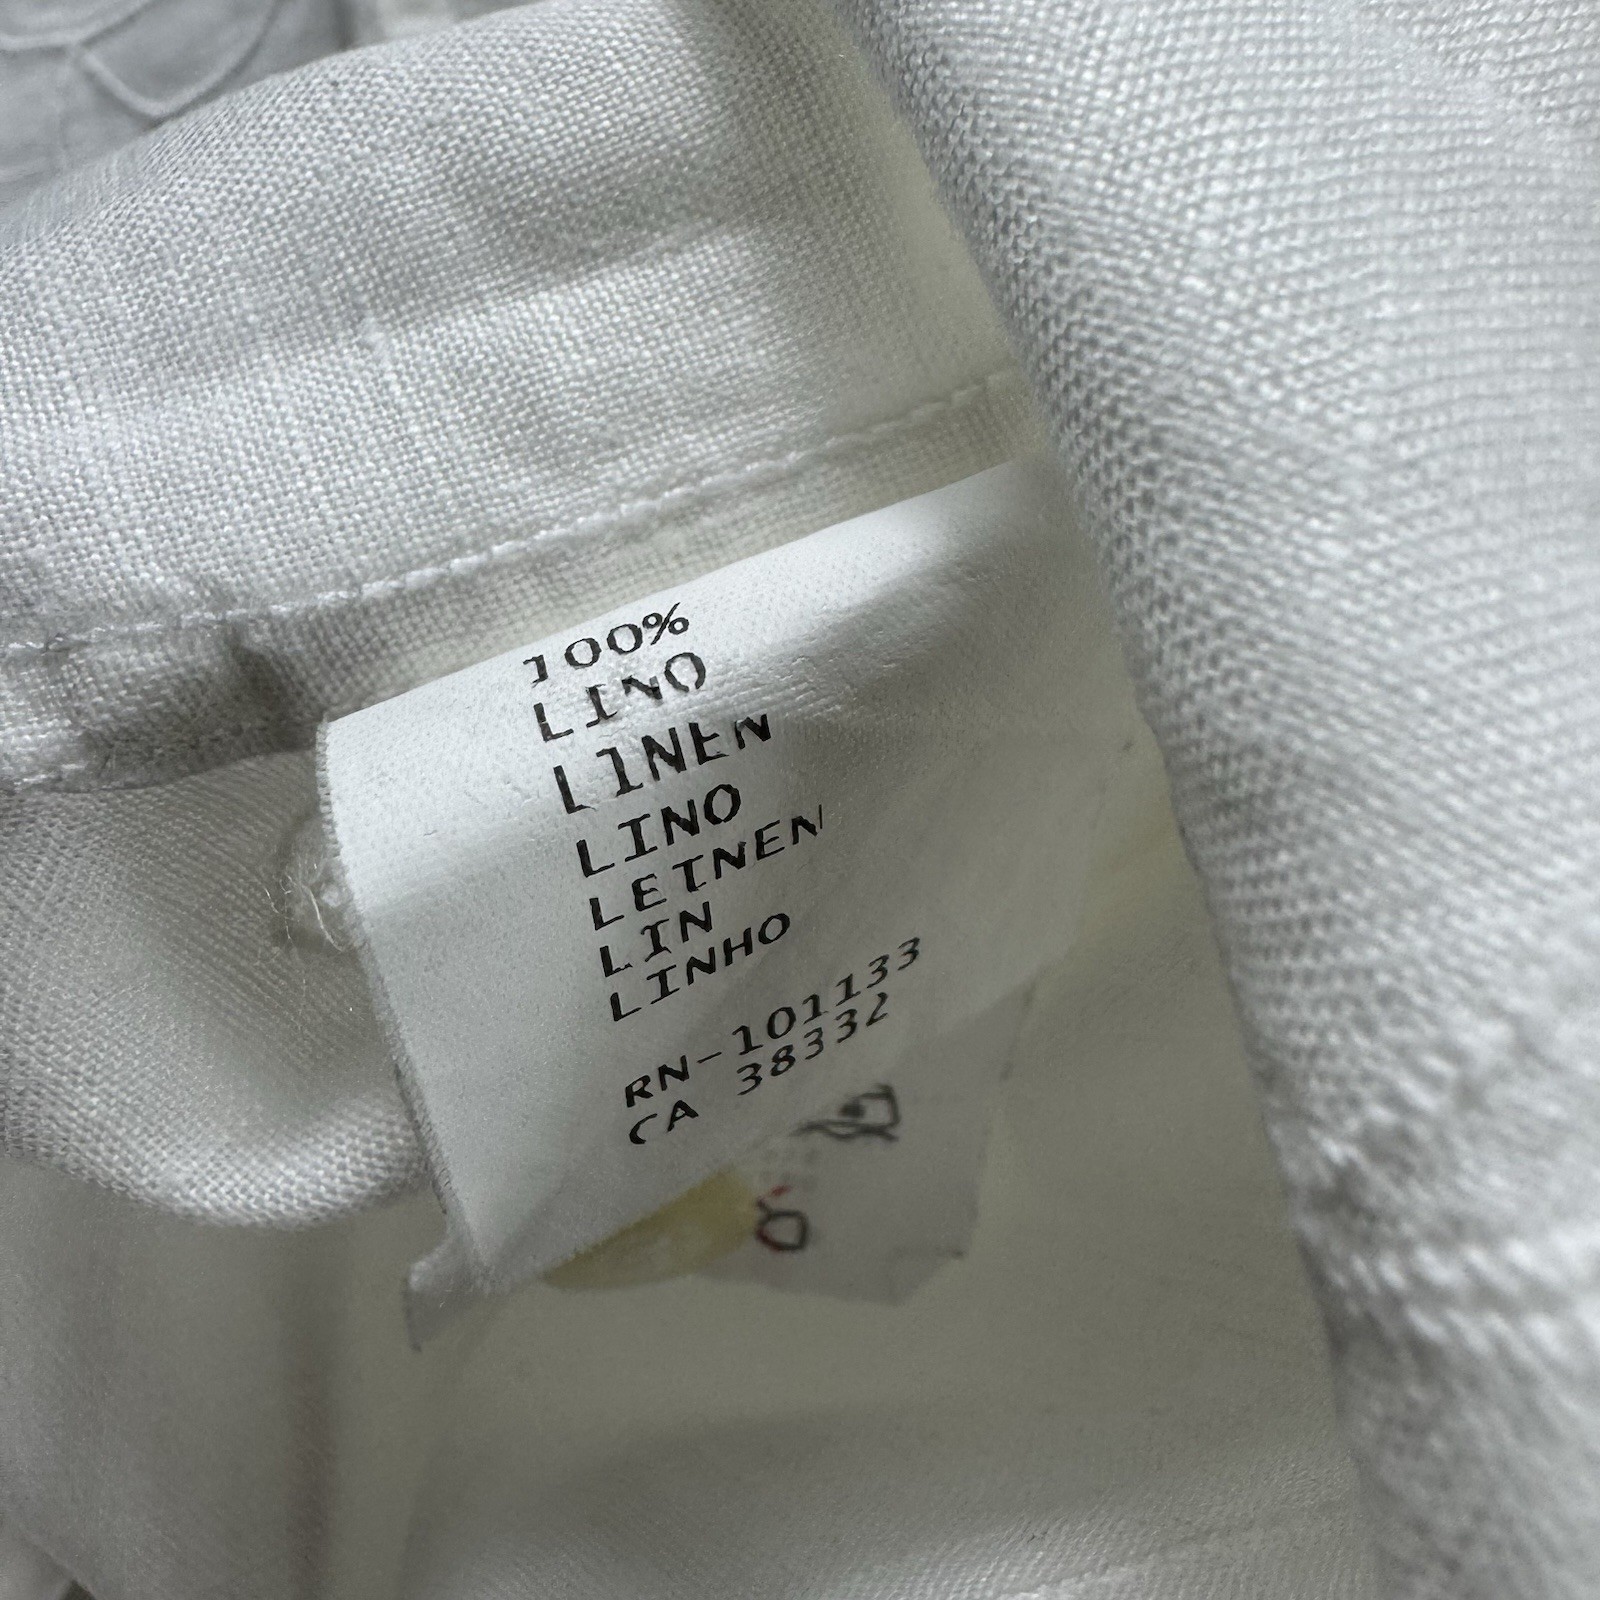 100%
LINO
LINEN
LINO
LEINEN
LIN
LINHO
RN-101133
CA 38332